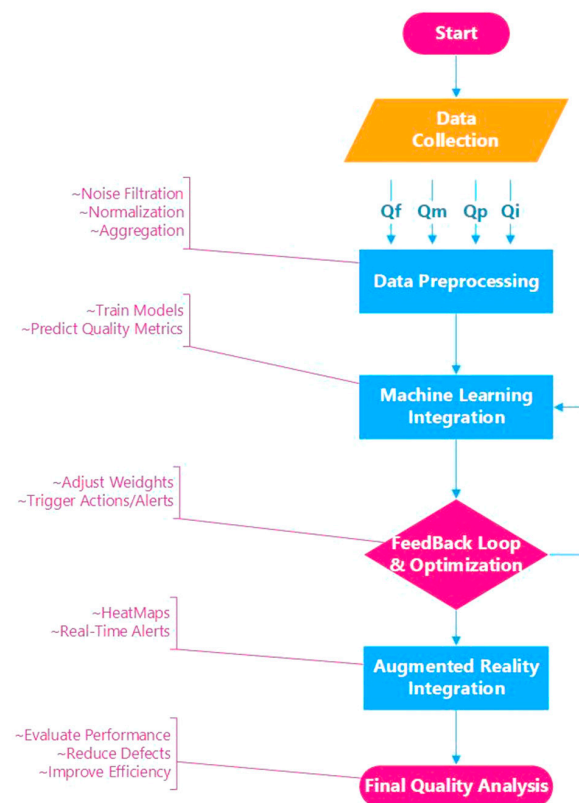 Start
Data
Collection
Qf Qm Qp Qi
~Noise Filtration
~Normalization
~Aggregation
Data Preprocessing
~Train Models
~Predict Quality Metrics
Machine Learning
Integration
~Adjust Weidghts
~Trigger Actions/Alerts
FeedBack Loop
& Optimization
~HeatMaps
~Real-Time Alerts
Augmented Reality
Integration
~Evaluate Performance
~Reduce Defects
~Improve Efficiency
Final Quality Analysis